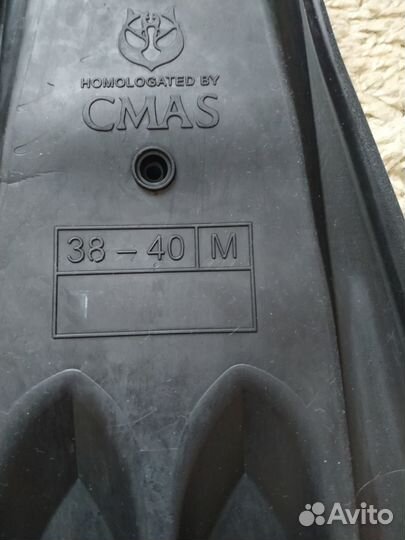 HOMOLOGATED BY
CMAS
38 – 40 M
Avito